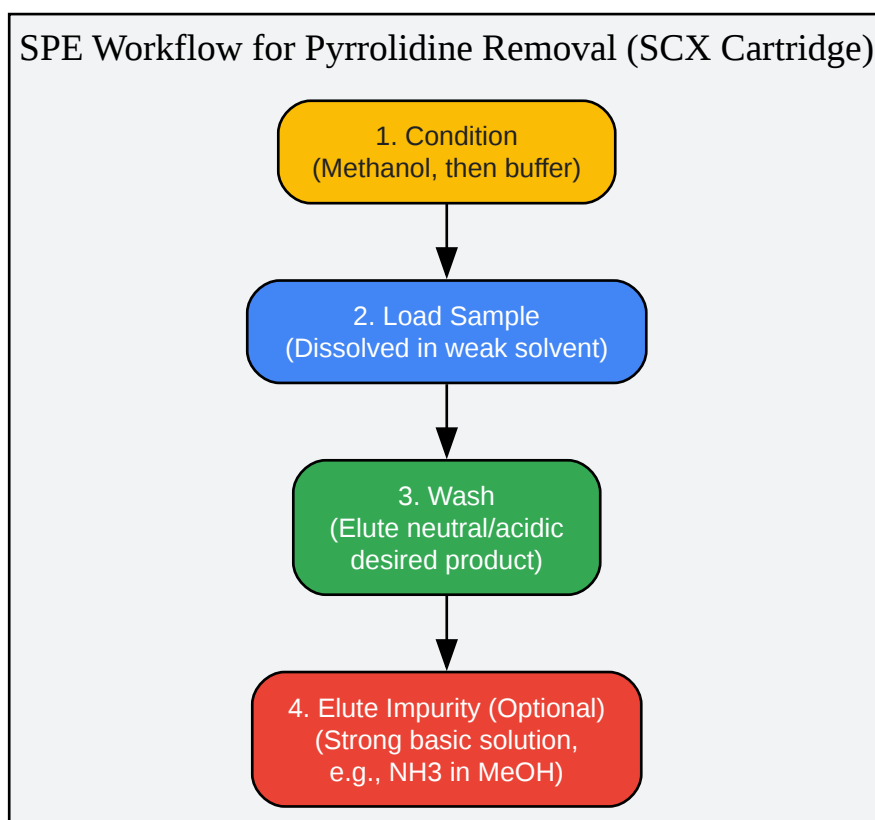 SPE Workflow for Pyrrolidine Removal (SCX Cartridge)
1. Condition
(Methanol, then buffer)
2. Load Sample
(Dissolved in weak solvent)
3. Wash
(Elute neutral/acidic
desired product)
4. Elute Impurity (Optional)
(Strong basic solution,
e.g., NH3 in MeOH)